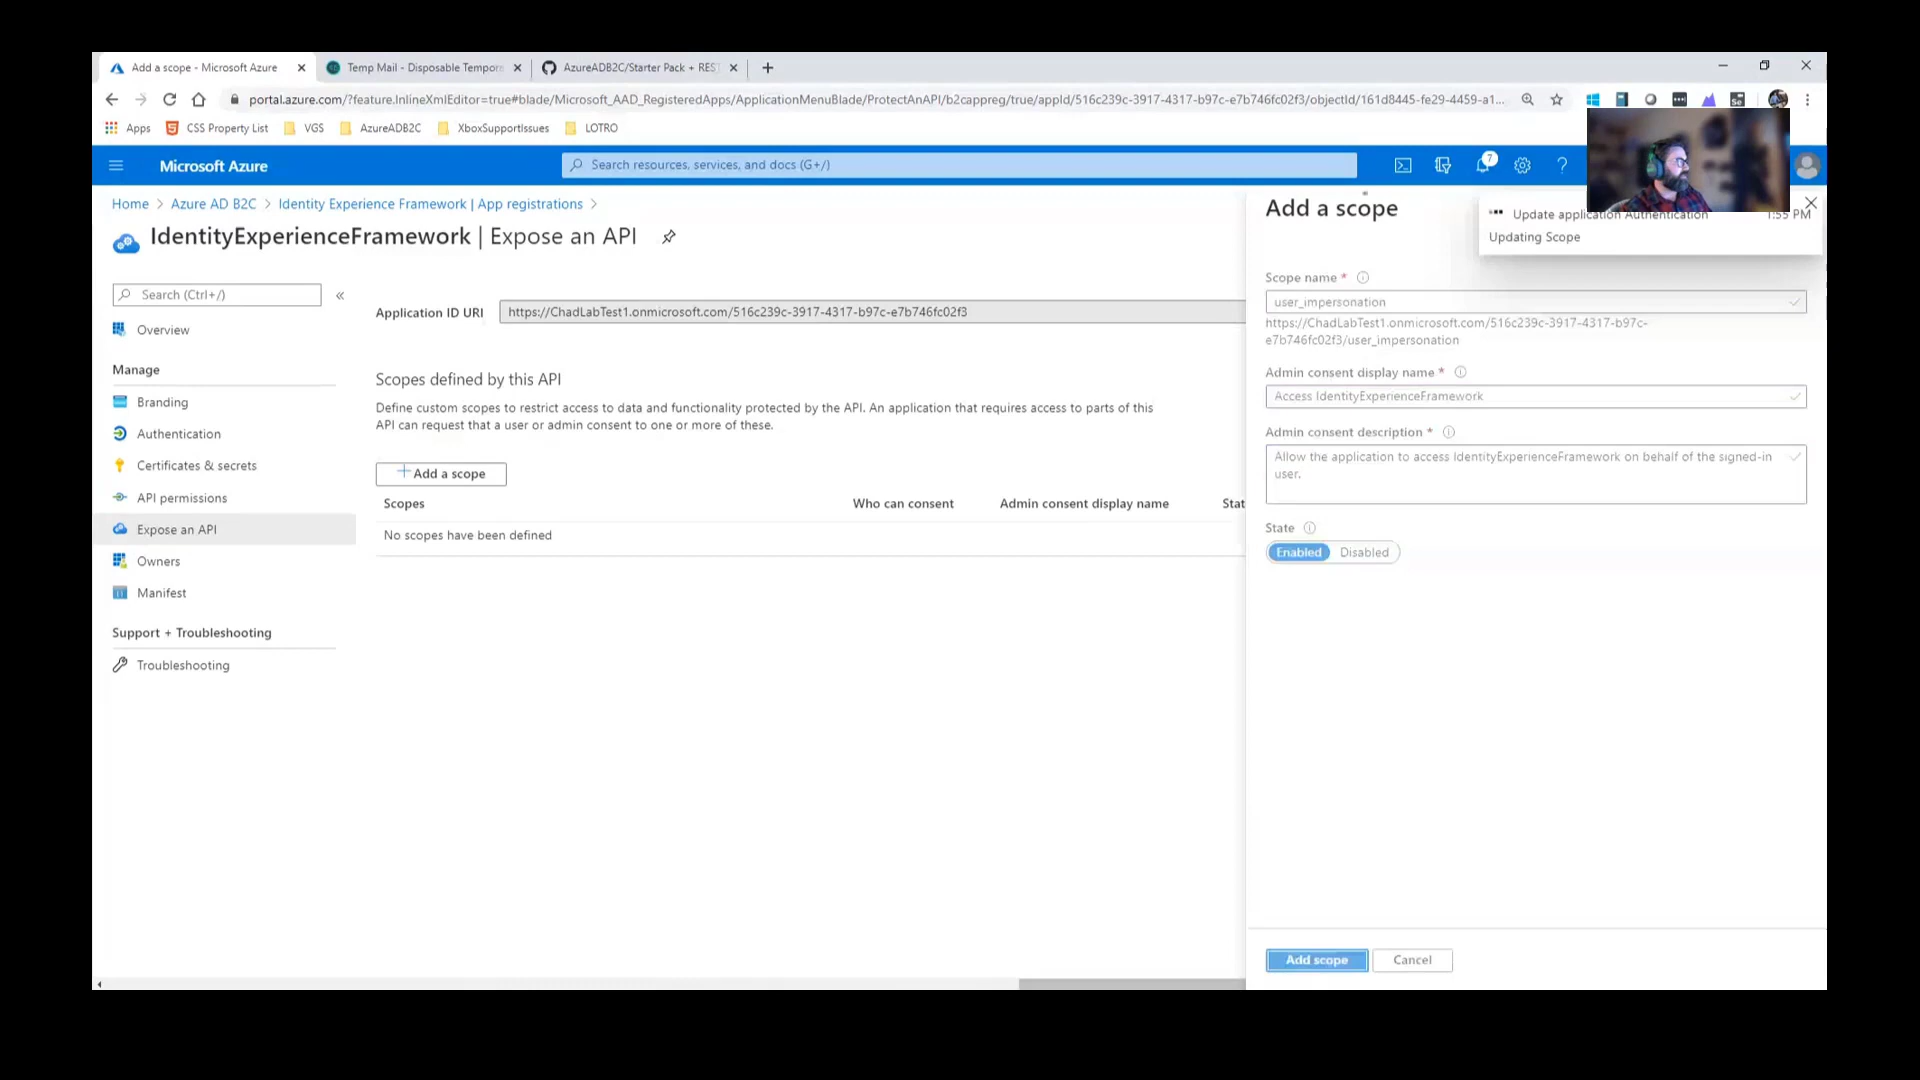 Add a scope - Microsoft Azure
Temp Mail - Disposable Tempor
AzureADB2C/Starter Pack + RES
portal.azure.com/?feature.InlineXmlEditor=true#blade/Microsoft_AAD_RegisteredApps/ApplicationMenuBlade/ProtectAnAPI/b2cappreg/true/appId/516c239c-3917-4317-b97c-e7b746fc02f3/objectId/161d8445-fe29-4459-a1...
Apps
CSS Property List
VGS
AzureADB2C
XboxSupportIssues
LOTRO
Microsoft Azure
Search resources, services, and docs (G+/)
7
Home > Azure AD B2C > Identity Experience Framework | App registrations >
IdentityExperienceFramework | Expose an API
Search (Ctrl+/)
Overview
Manage
Branding
Authentication
Certificates & secrets
API permissions
Expose an API
Owners
Manifest
Support + Troubleshooting
Troubleshooting
Application ID URI
https://ChadLabTest1.onmicrosoft.com/516c239c-3917-4317-b97c-e7b746fc02f3
Scopes defined by this API
Define custom scopes to restrict access to data and functionality protected by the API. An application that requires access to parts of this
API can request that a user or admin consent to one or more of these.
+ Add a scope
Scopes
Who can consent
Admin consent display name
Stat
No scopes have been defined
Add a scope
Update application Authentication
1:55 PM
Updating Scope
Scope name *
user_impersonation
https://ChadLabTest1.onmicrosoft.com/516c239c-3917-4317-b97c-
e7b746fc02f3/user_impersonation
Admin consent display name *
Access IdentityExperienceFramework
Admin consent description *
Allow the application to access IdentityExperienceFramework on behalf of the signed-in
user.
State
Enabled
Disabled
Add scope
Cancel